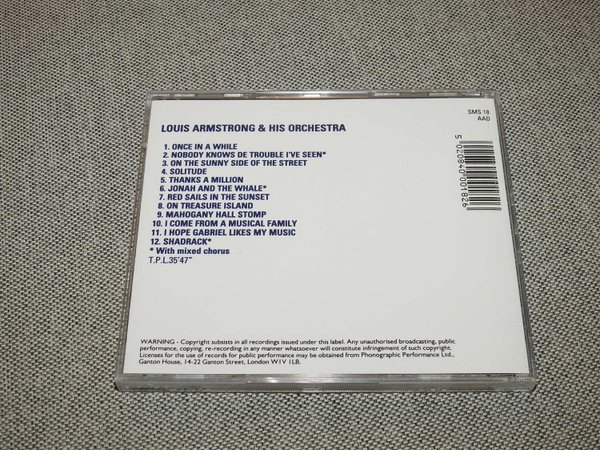 SMS 18
AAD
LOUIS ARMSTRONG & HIS ORCHESTRA
1. ONCE IN A WHILE
2. NOBODY KNOWS DE TROUBLE I'VE SEEN*
3. ON THE SUNNY SIDE OF THE STREET
4. SOLITUDE
5. THANKS A MILLION
6. JONAH AND THE WHALE*
7. RED SAILS IN THE SUNSET
8. ON TREASURE ISLAND
9. MAHOGANY HALL STOMP
10. I COME FROM A MUSICAL FAMILY
11. I HOPE GABRIEL LIKES MY MUSIC
12. SHADRACK*
* With mixed chorus
T.P.L.35'47"
5 020840 001826
WARNING - Copyright subsists in all recordings issued under this label. Any unauthorised broadcasting, public
performance, copying, re-recording in any manner whatsoever will constitute infringement of such copyright.
Licenses for the use of records for public performance may be obtained from Phonographic Performance Ltd.,
Ganton House, 14-22 Ganton Street, London W1V 1LB.